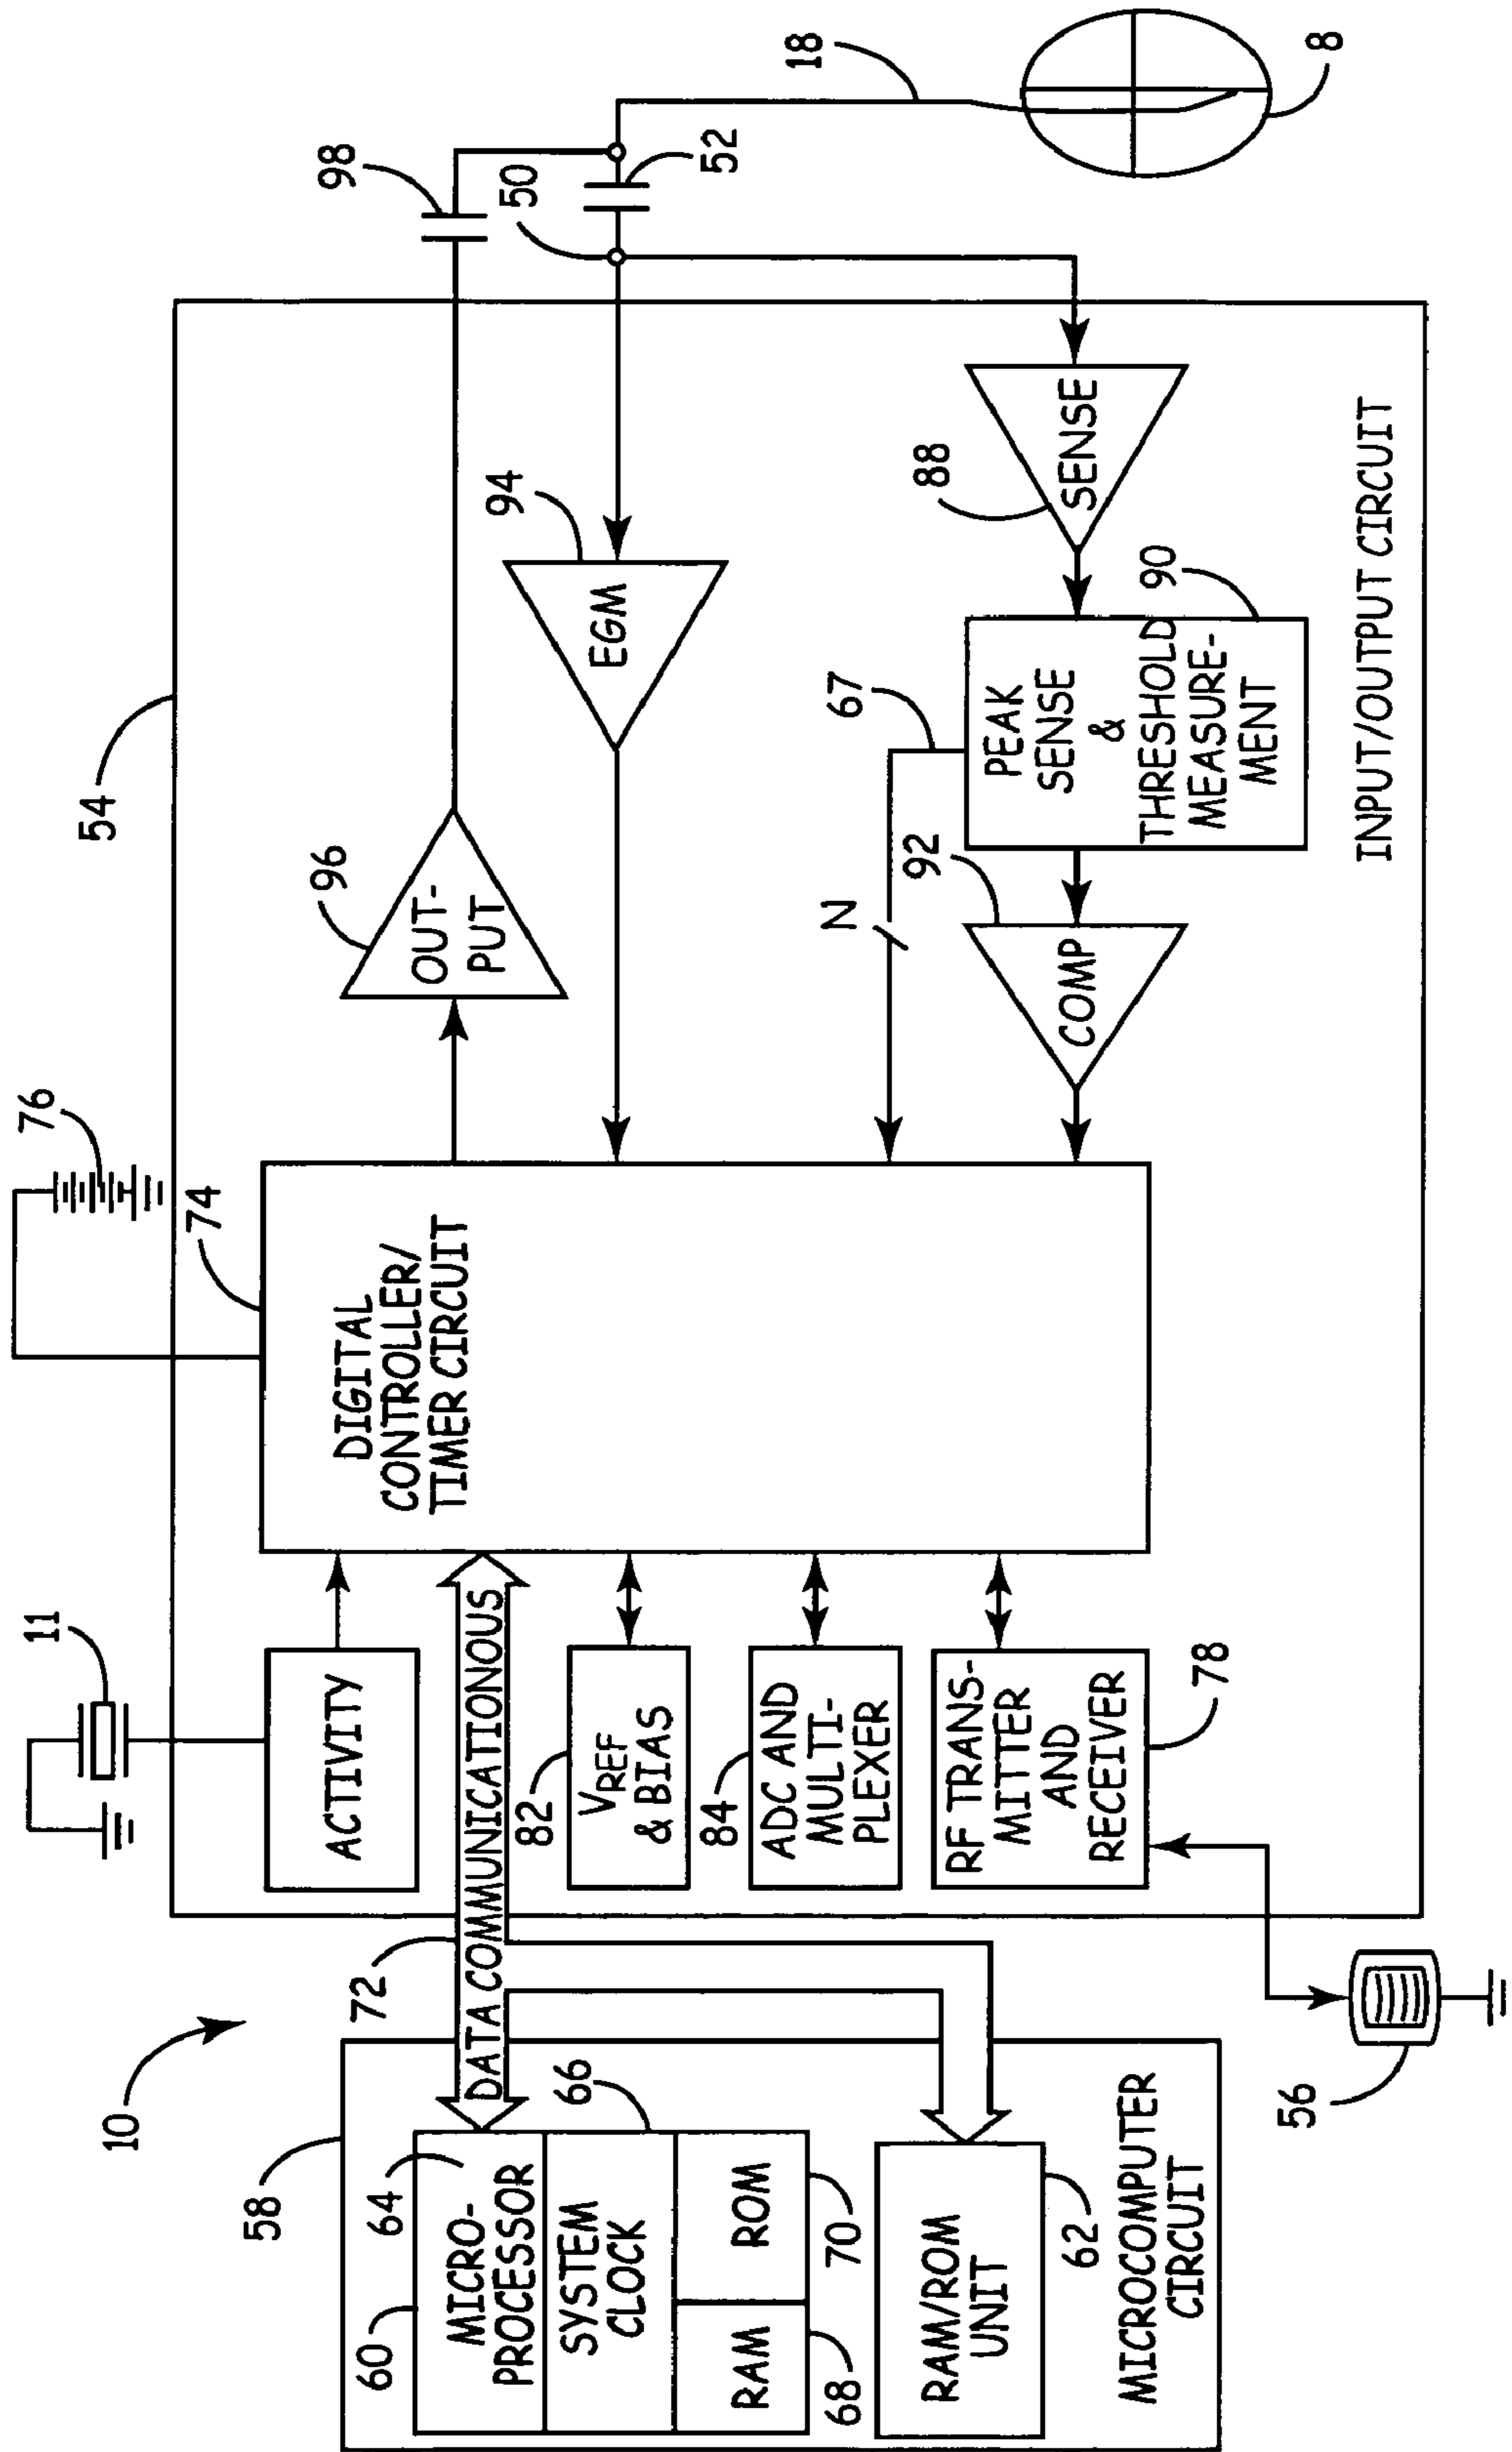 10
58
60
64
MICRO-
PROCESSOR
SYSTEM
CLOCK
66
RAM
ROM
68
70
RAM/ROM
UNIT
62
MICROCOMPUTER
CIRCUIT
72
DATA COMMUNICATIONOUS
56
11
ACTIVITY
82
VREF
& BIAS
84
ADC AND
MULTI-
PLEXER
RF TRANS-
MITTER
AND
RECEIVER
78
74
76
DIGITAL
CONTROLLER/
TIMER CIRCUIT
54
96
OUT-
PUT
94
EGM
N
67
92
COMP
PEAK
SENSE
&
THRESHOLD
MEASURE-
MENT
90
88
SENSE
INPUT/OUTPUT CIRCUIT
98
50
52
18
8